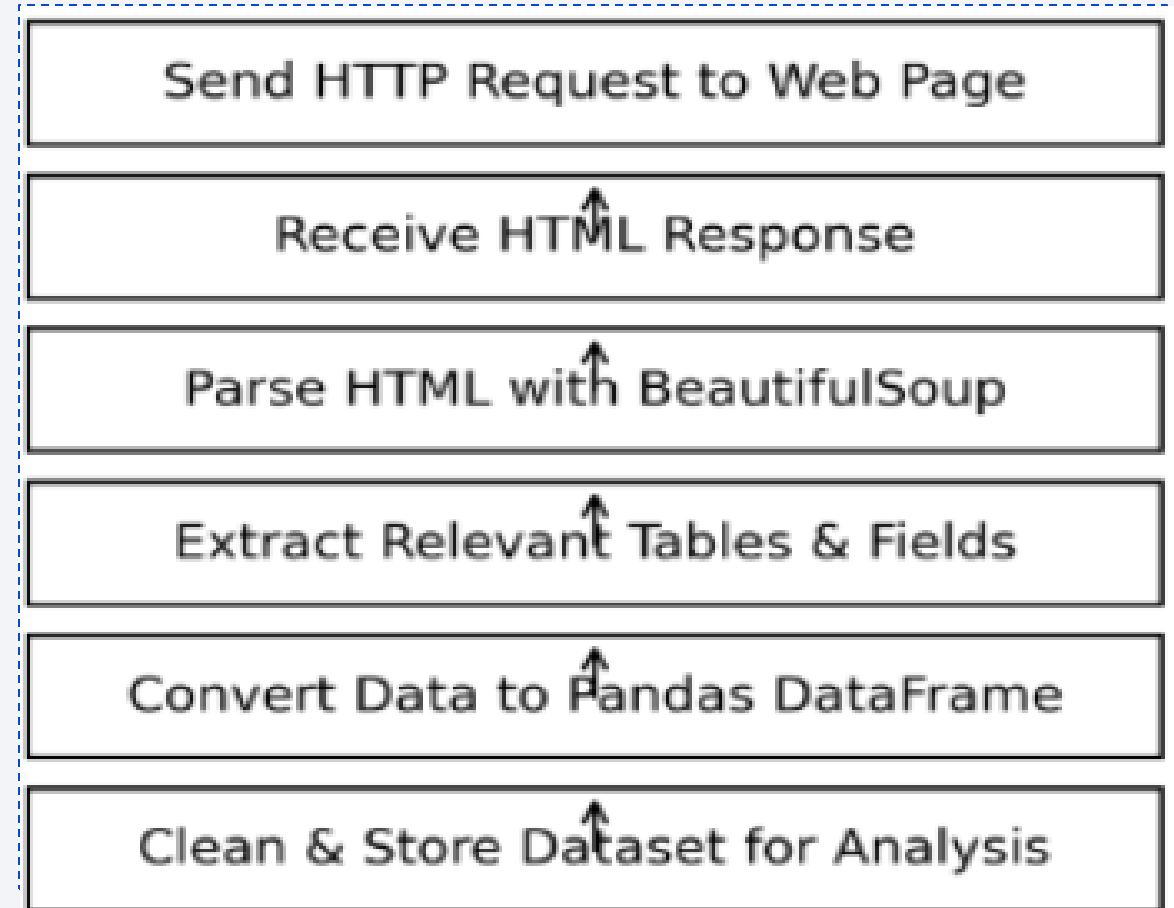 Send HTTP Request to Web Page
Receive HTML Response
Parse HTML with BeautifulSoup
Extract Relevant Tables & Fields
Convert Data to Pandas DataFrame
Clean & Store Dataset for Analysis